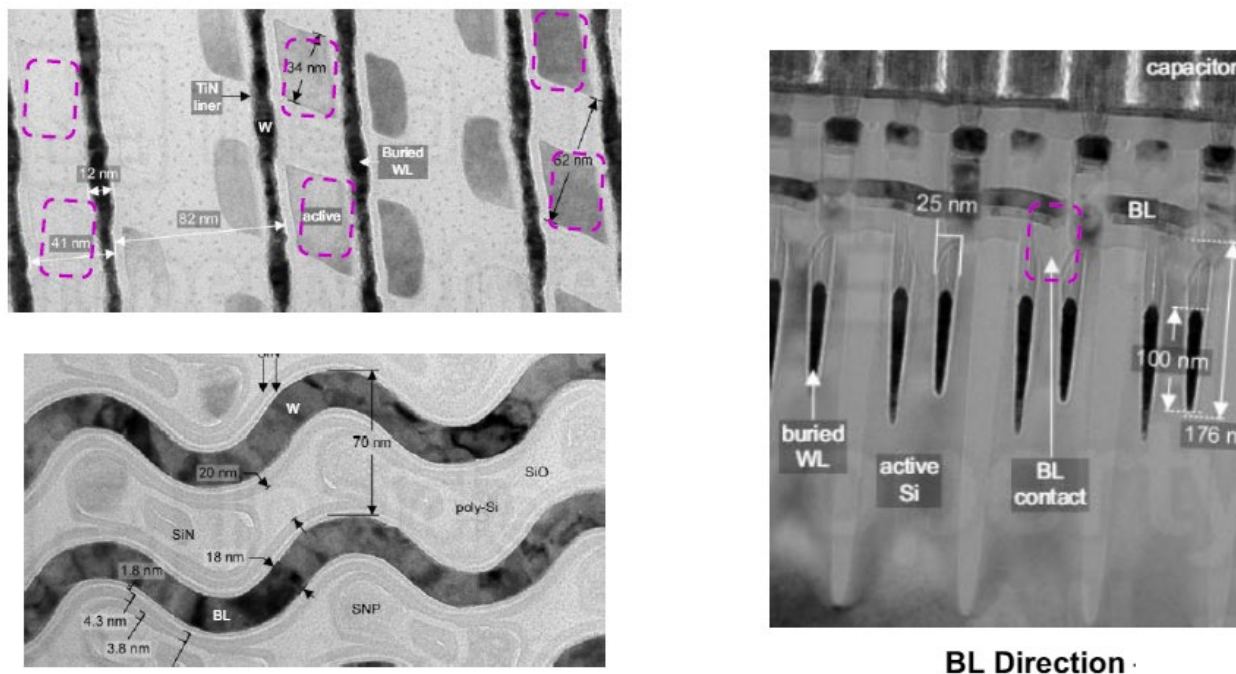 34 nm
TiN
liner
W
Buried
WL
12 nm
82 nm
active
41 nm
62 nm
SiN
W
70 nm
20 nm
SiO
poly-Si
SiN
18 nm
1.8 nm
BL
SNP
4.3 nm
3.8 nm
capacitor
25 nm
BL
100 nm
176 n
buried
WL
active
Si
BL
contact
BL Direction